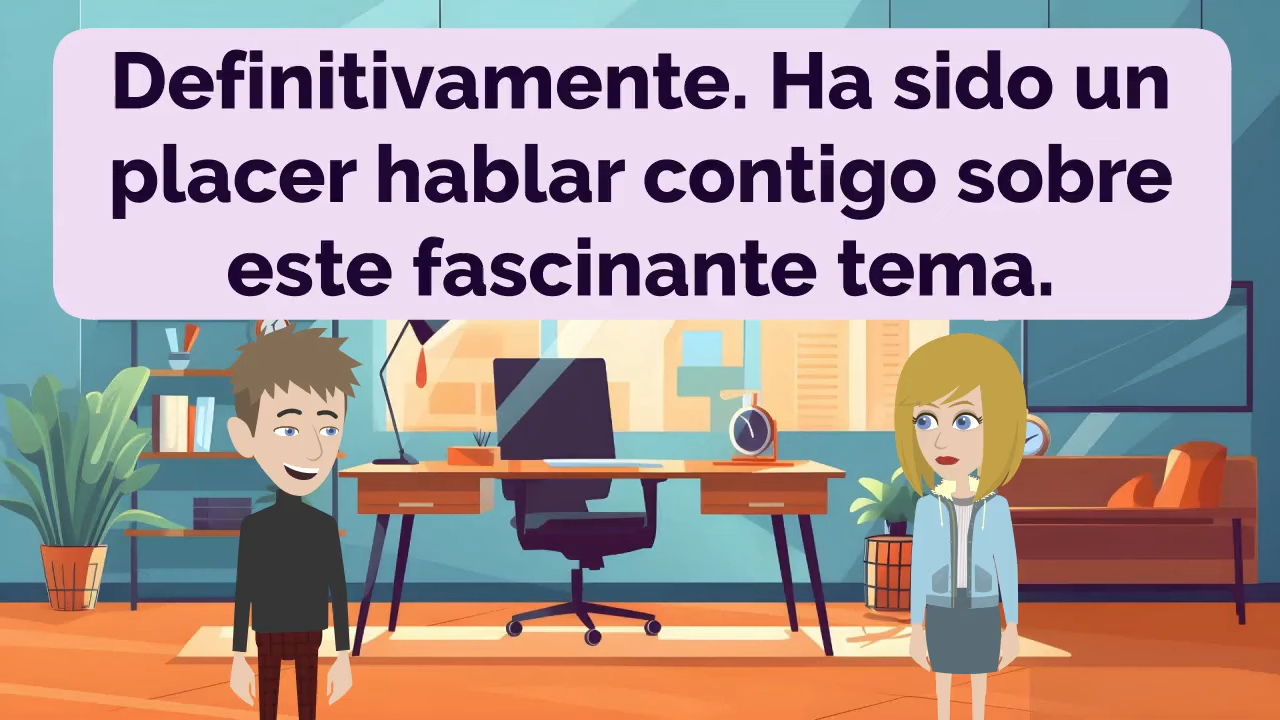 Definitivamente. Ha sido un
placer hablar contigo sobre
este fascinante tema.